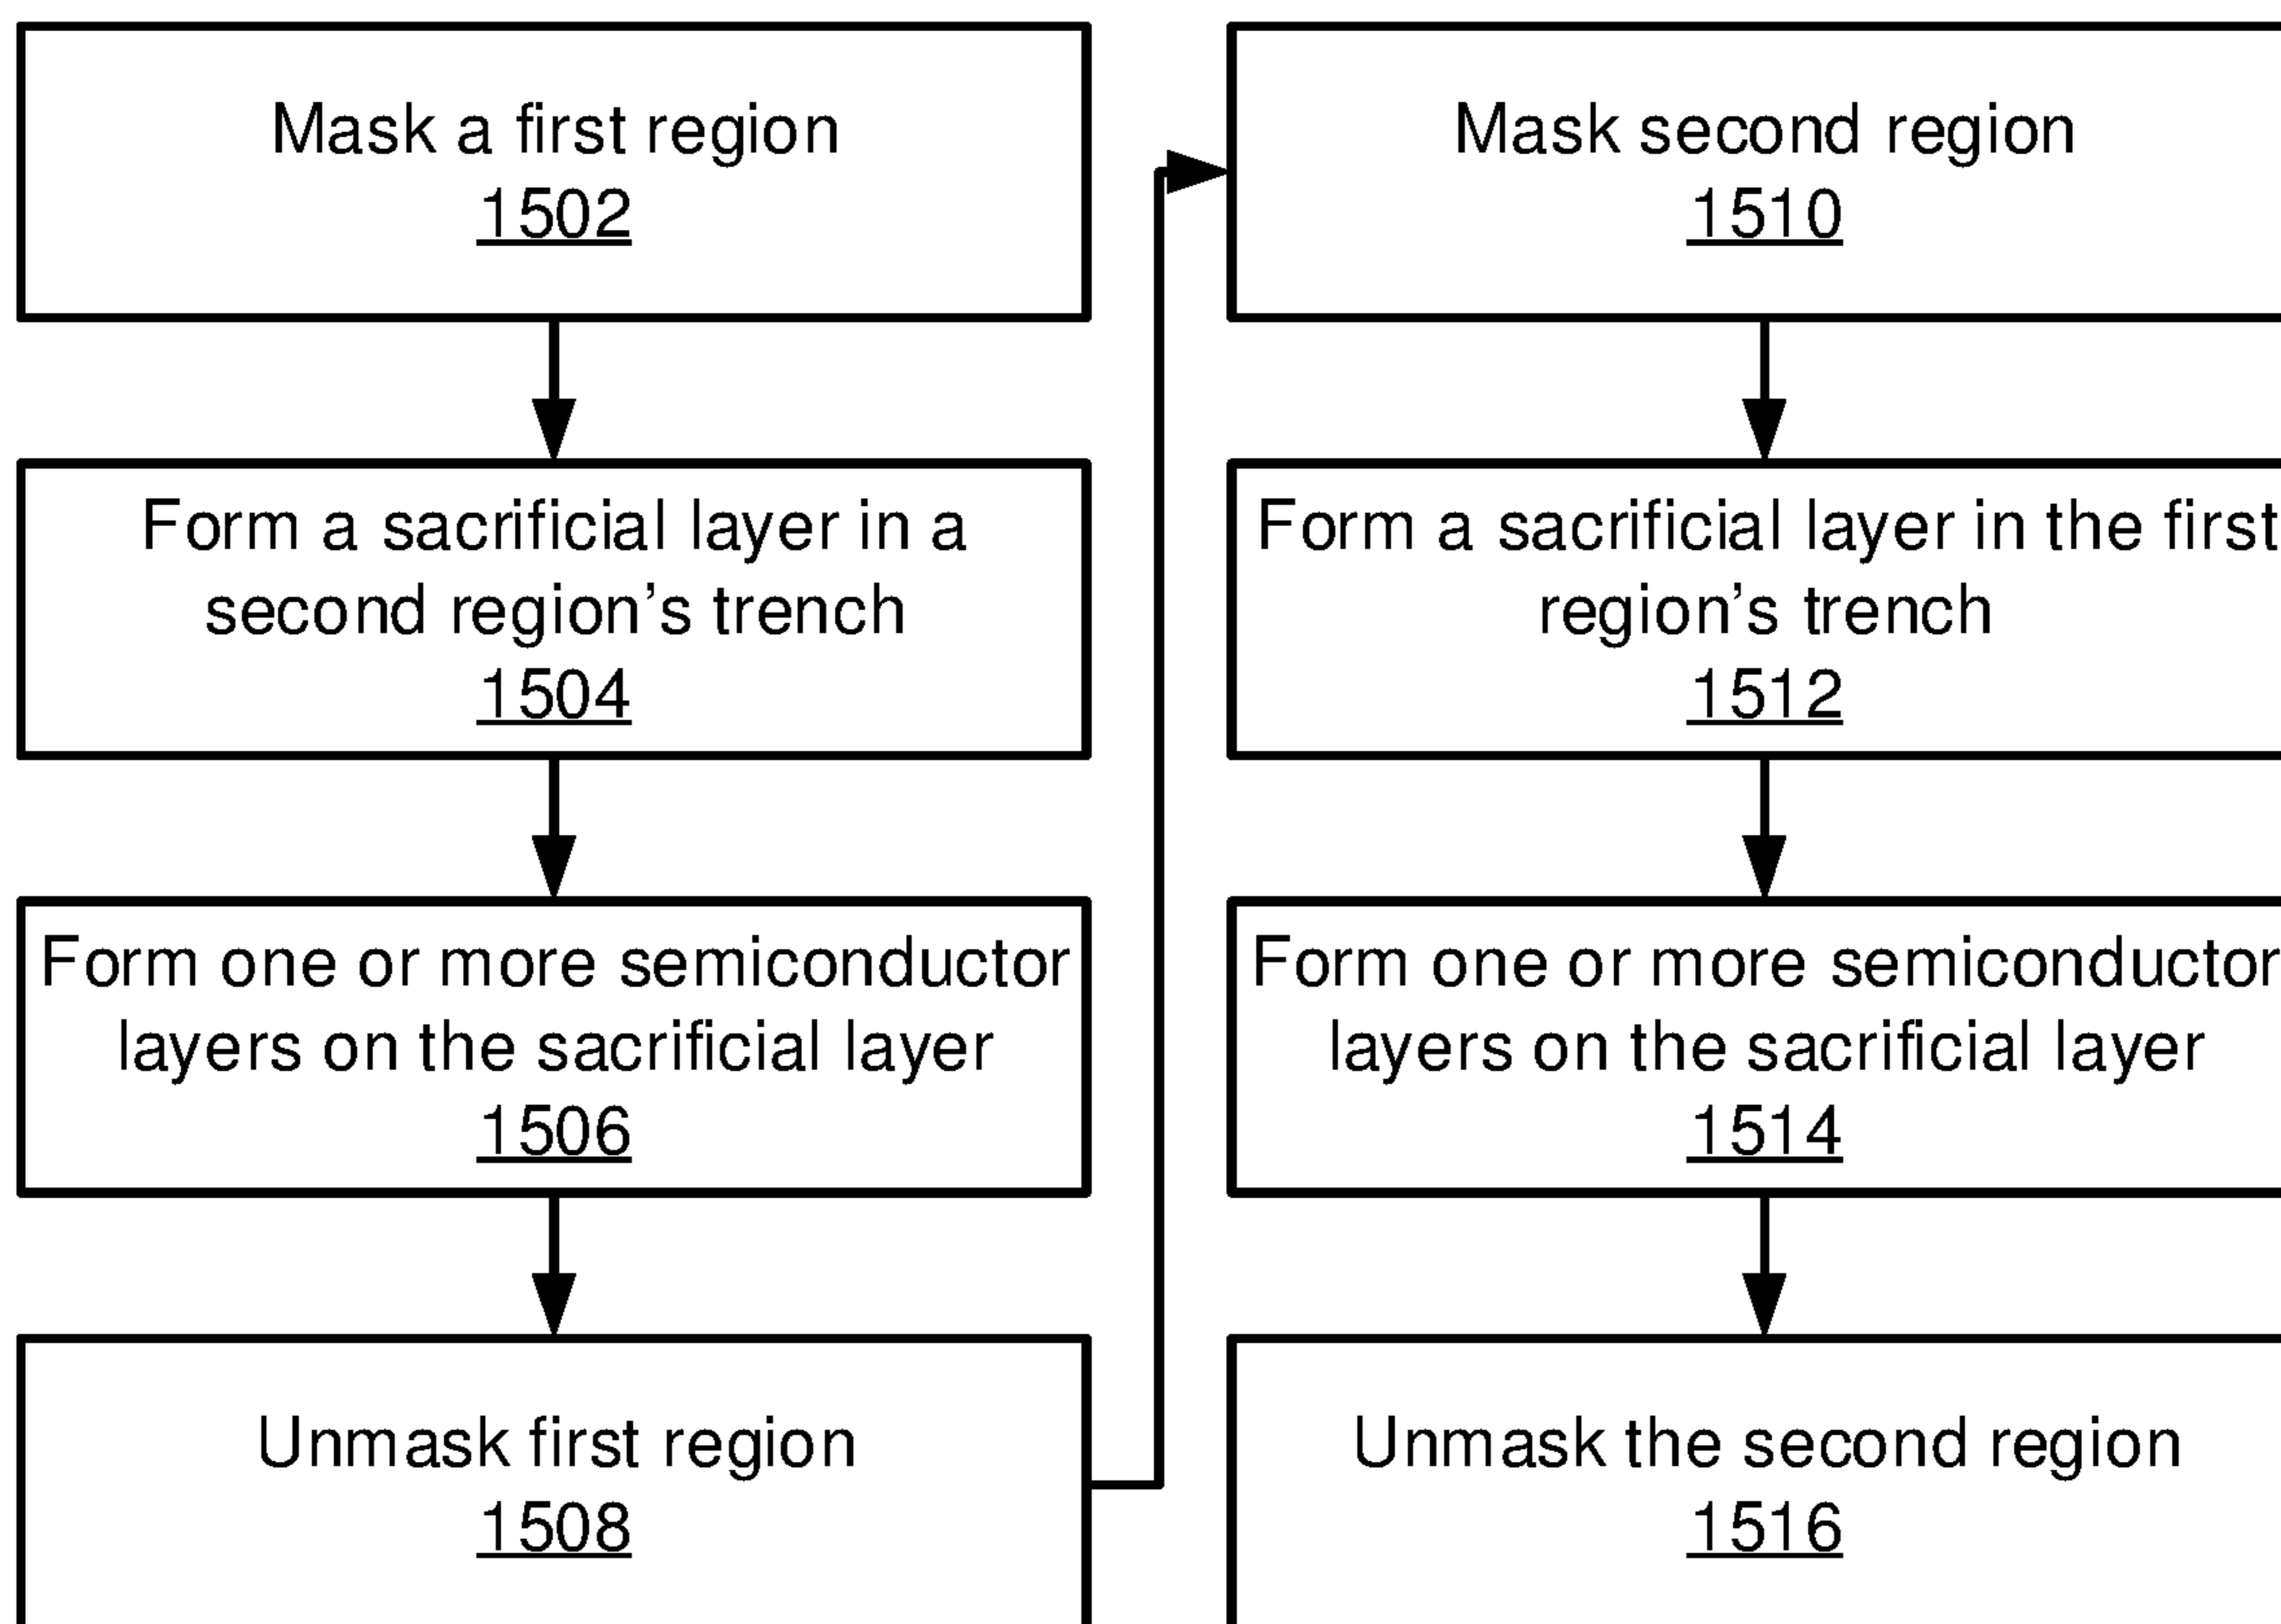 Mask a first region
1502
Form a sacrificial layer in a
second region's trench
1504
Form one or more semiconductor
layers on the sacrificial layer
1506
Unmask first region
1508
Mask second region
1510
Form a sacrificial layer in the first
region's trench
1512
Form one or more semiconductor
layers on the sacrificial layer
1514
Unmask the second region
1516